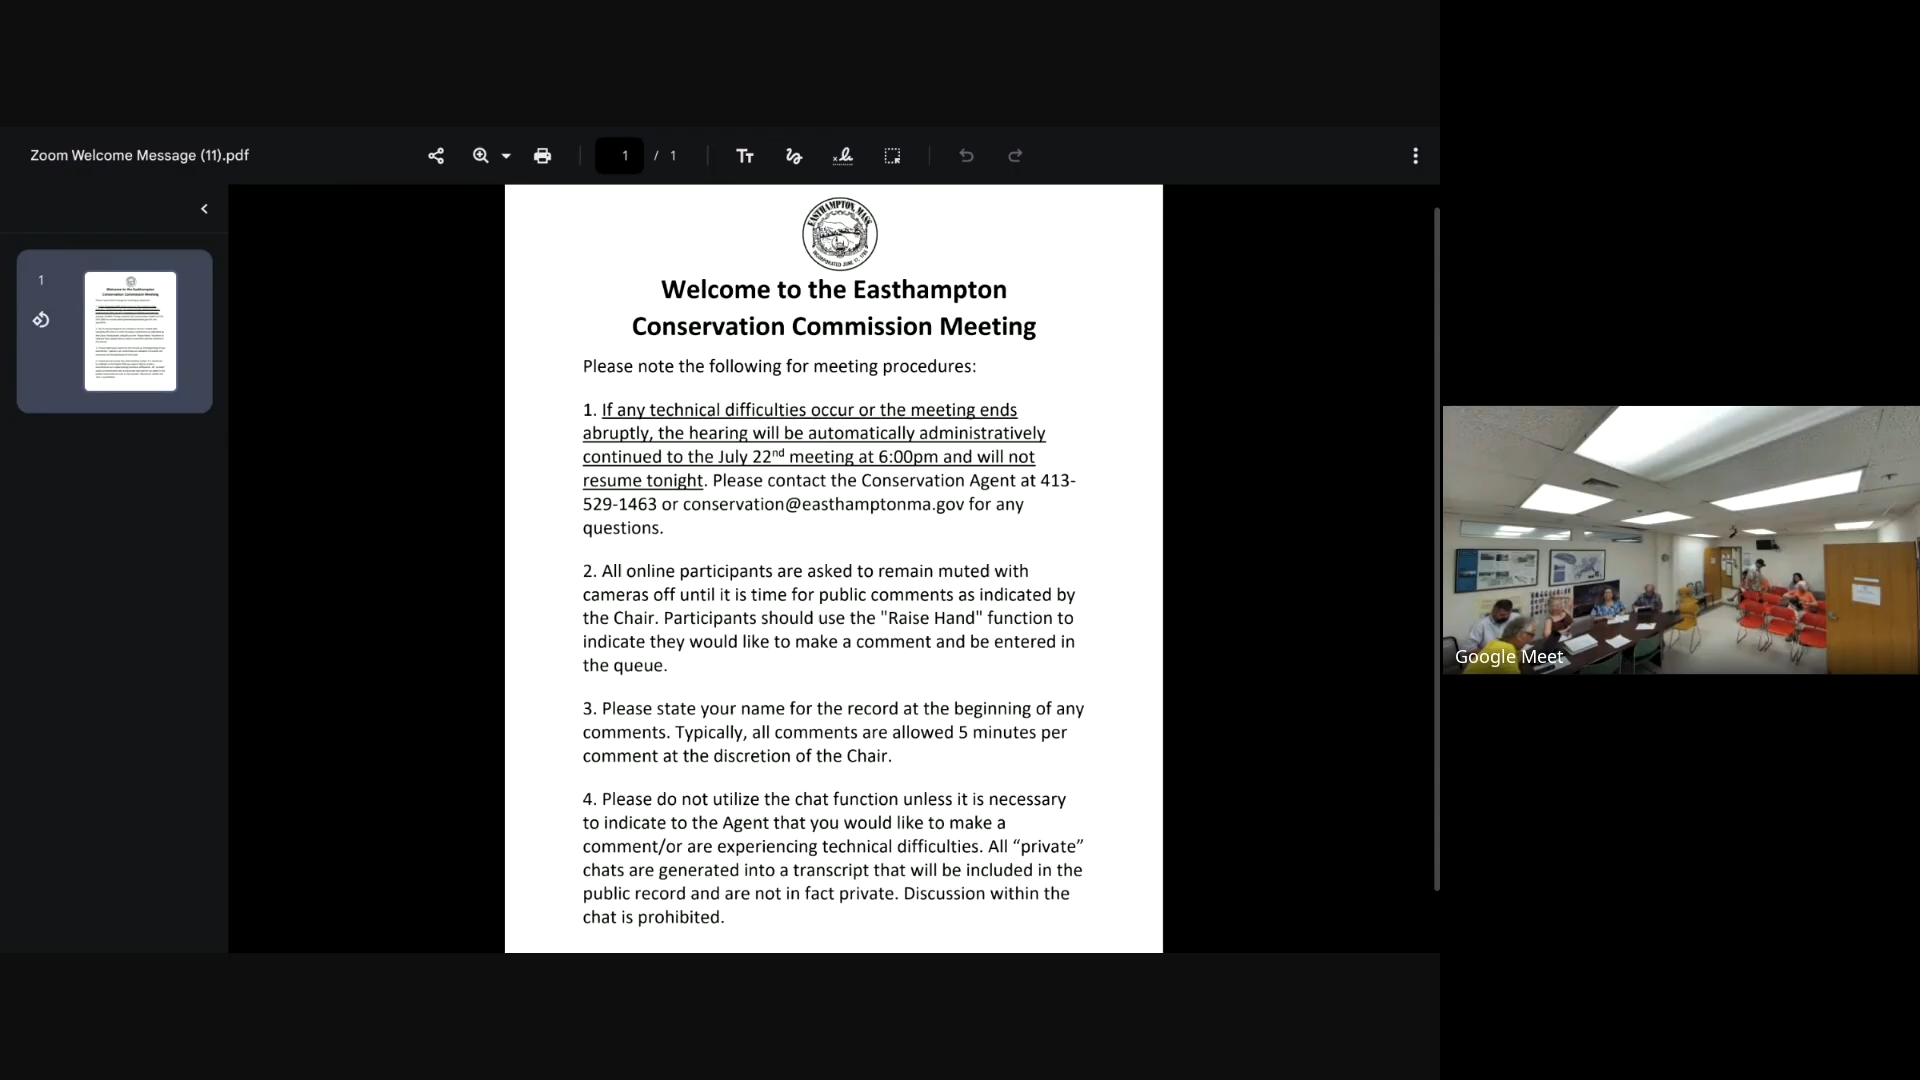 Zoom Welcome Message (11).pdf
1 / 1
1
EASTHAMPTON, MASS.
INCORPORATED JUNE 17, 1785
Welcome to the Easthampton
Conservation Commission Meeting
Please note the following for meeting procedures:
1. If any technical difficulties occur or the meeting ends
abruptly, the hearing will be automatically administratively
continued to the July 22nd meeting at 6:00pm and will not
resume tonight. Please contact the Conservation Agent at 413-
529-1463 or conservation@easthamptonma.gov for any
questions.
2. All online participants are asked to remain muted with
cameras off until it is time for public comments as indicated by
the Chair. Participants should use the "Raise Hand" function to
indicate they would like to make a comment and be entered in
the queue.
3. Please state your name for the record at the beginning of any
comments. Typically, all comments are allowed 5 minutes per
comment at the discretion of the Chair.
4. Please do not utilize the chat function unless it is necessary
to indicate to the Agent that you would like to make a
comment/or are experiencing technical difficulties. All “private”
chats are generated into a transcript that will be included in the
public record and are not in fact private. Discussion within the
chat is prohibited.
Google Meet